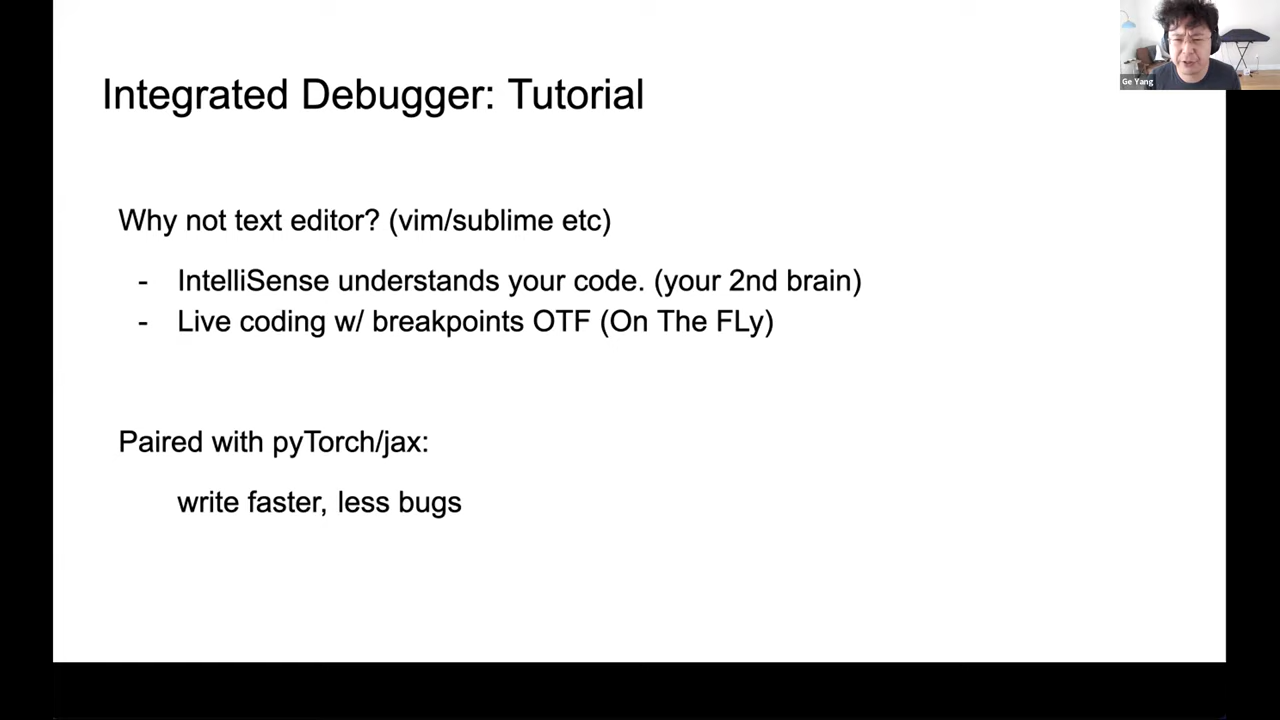 Integrated Debugger: Tutorial
Ge Yang
Why not text editor? (vim/sublime etc)
- IntelliSense understands your code. (your 2nd brain)
- Live coding w/ breakpoints OTF (On The FLy)
Paired with pyTorch/jax:
write faster, less bugs